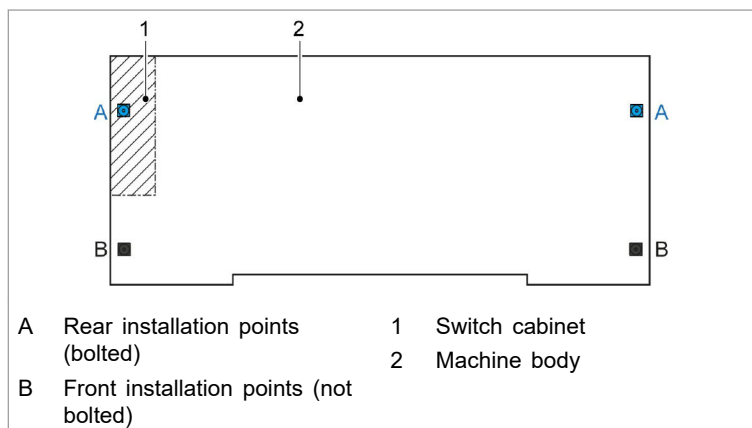 1 2
A A
B B
A Rear installation points
(bolted)
B Front installation points (not
bolted)
1 Switch cabinet
2 Machine body